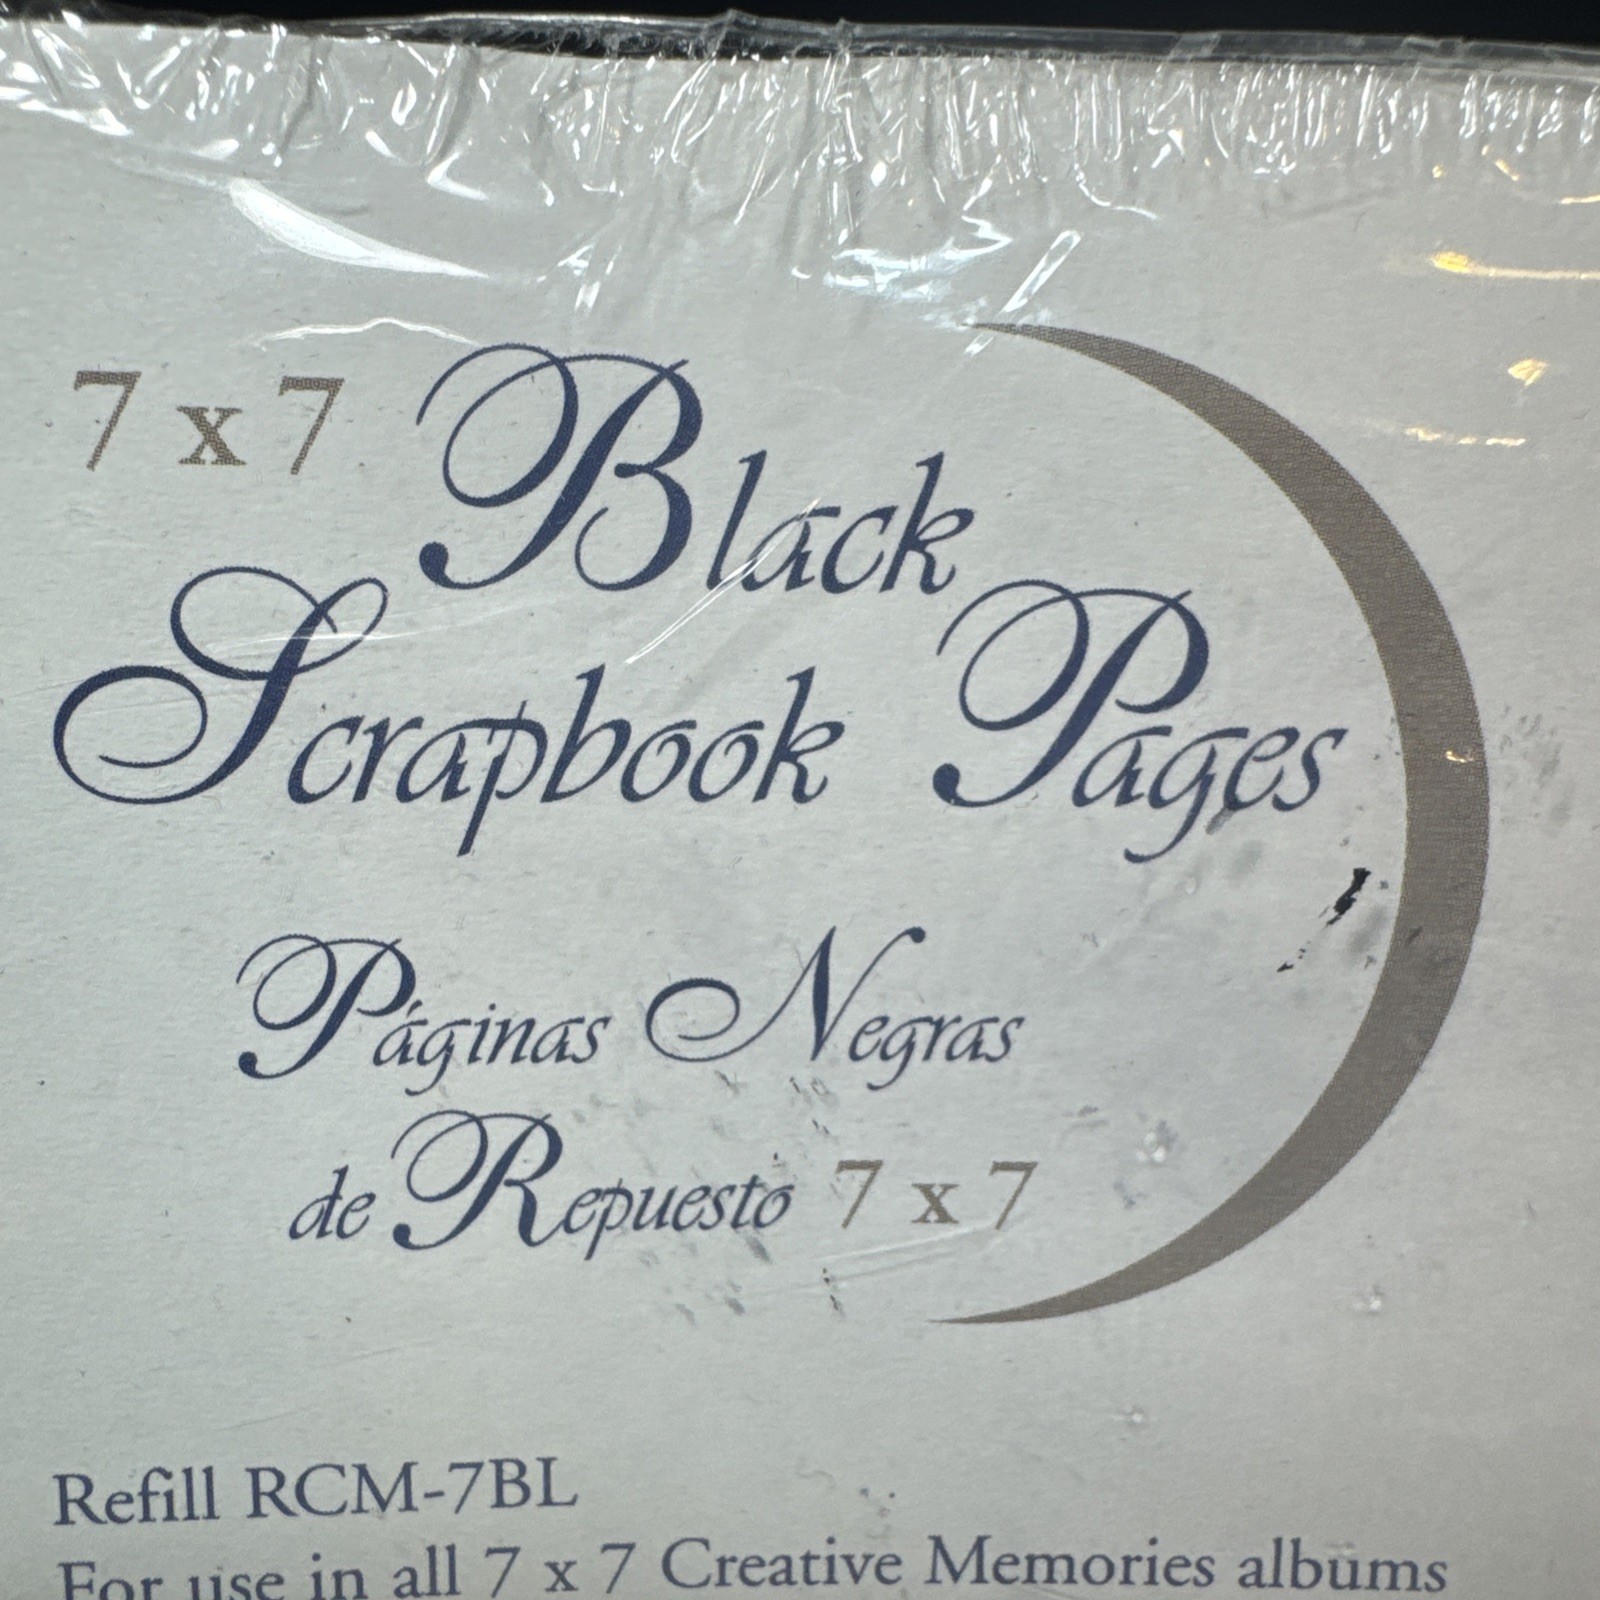 7 x 7 Black
Scrapbook Pages
Páginas Negras
de Repuesto 7 x 7
Refill RCM-7BL
For use in all 7 x 7 Creative Memories albums